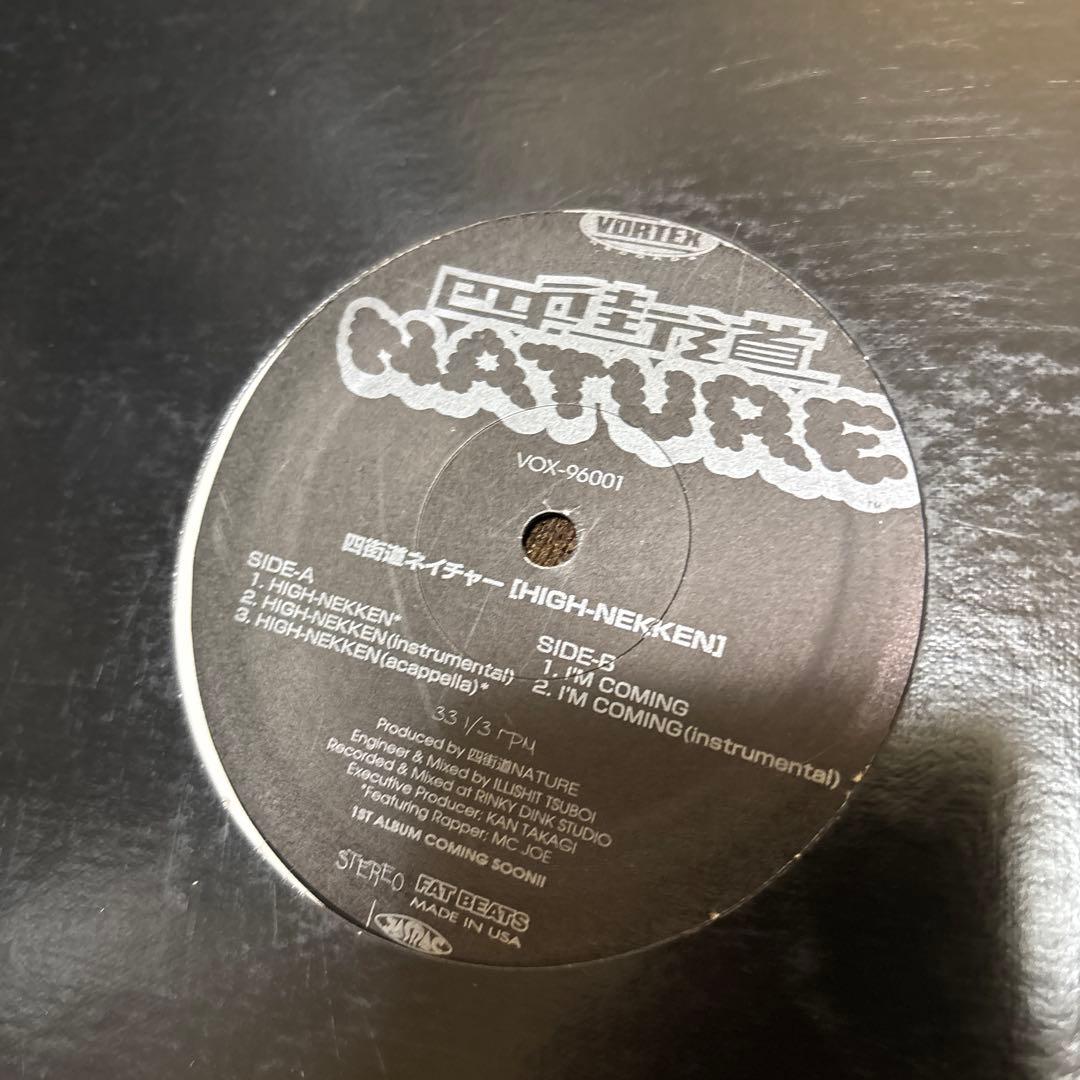 VORTEX
RECORDS
四街道
NATURE
TM
VOX-96001
四街道ネイチャー [HIGH-NEKKEN]
SIDE-A
1. HIGH-NEKKEN*
2. HIGH-NEKKEN(instrumental)
3. HIGH-NEKKEN(acappella)*
SIDE-B
1. I'M COMING
2. I'M COMING(instrumental)
33 1/3 rpm
Produced by 四街道NATURE
Engineer & Mixed by ILLISHIT TSUBOI
Recorded & Mixed at RINKY DINK STUDIO
Executive Producer: KAN TAKAGI
*Featuring Rapper: MC JOE
1ST ALBUM COMING SOON!!
STEREO FAT BEATS
MADE IN USA
JASRAC